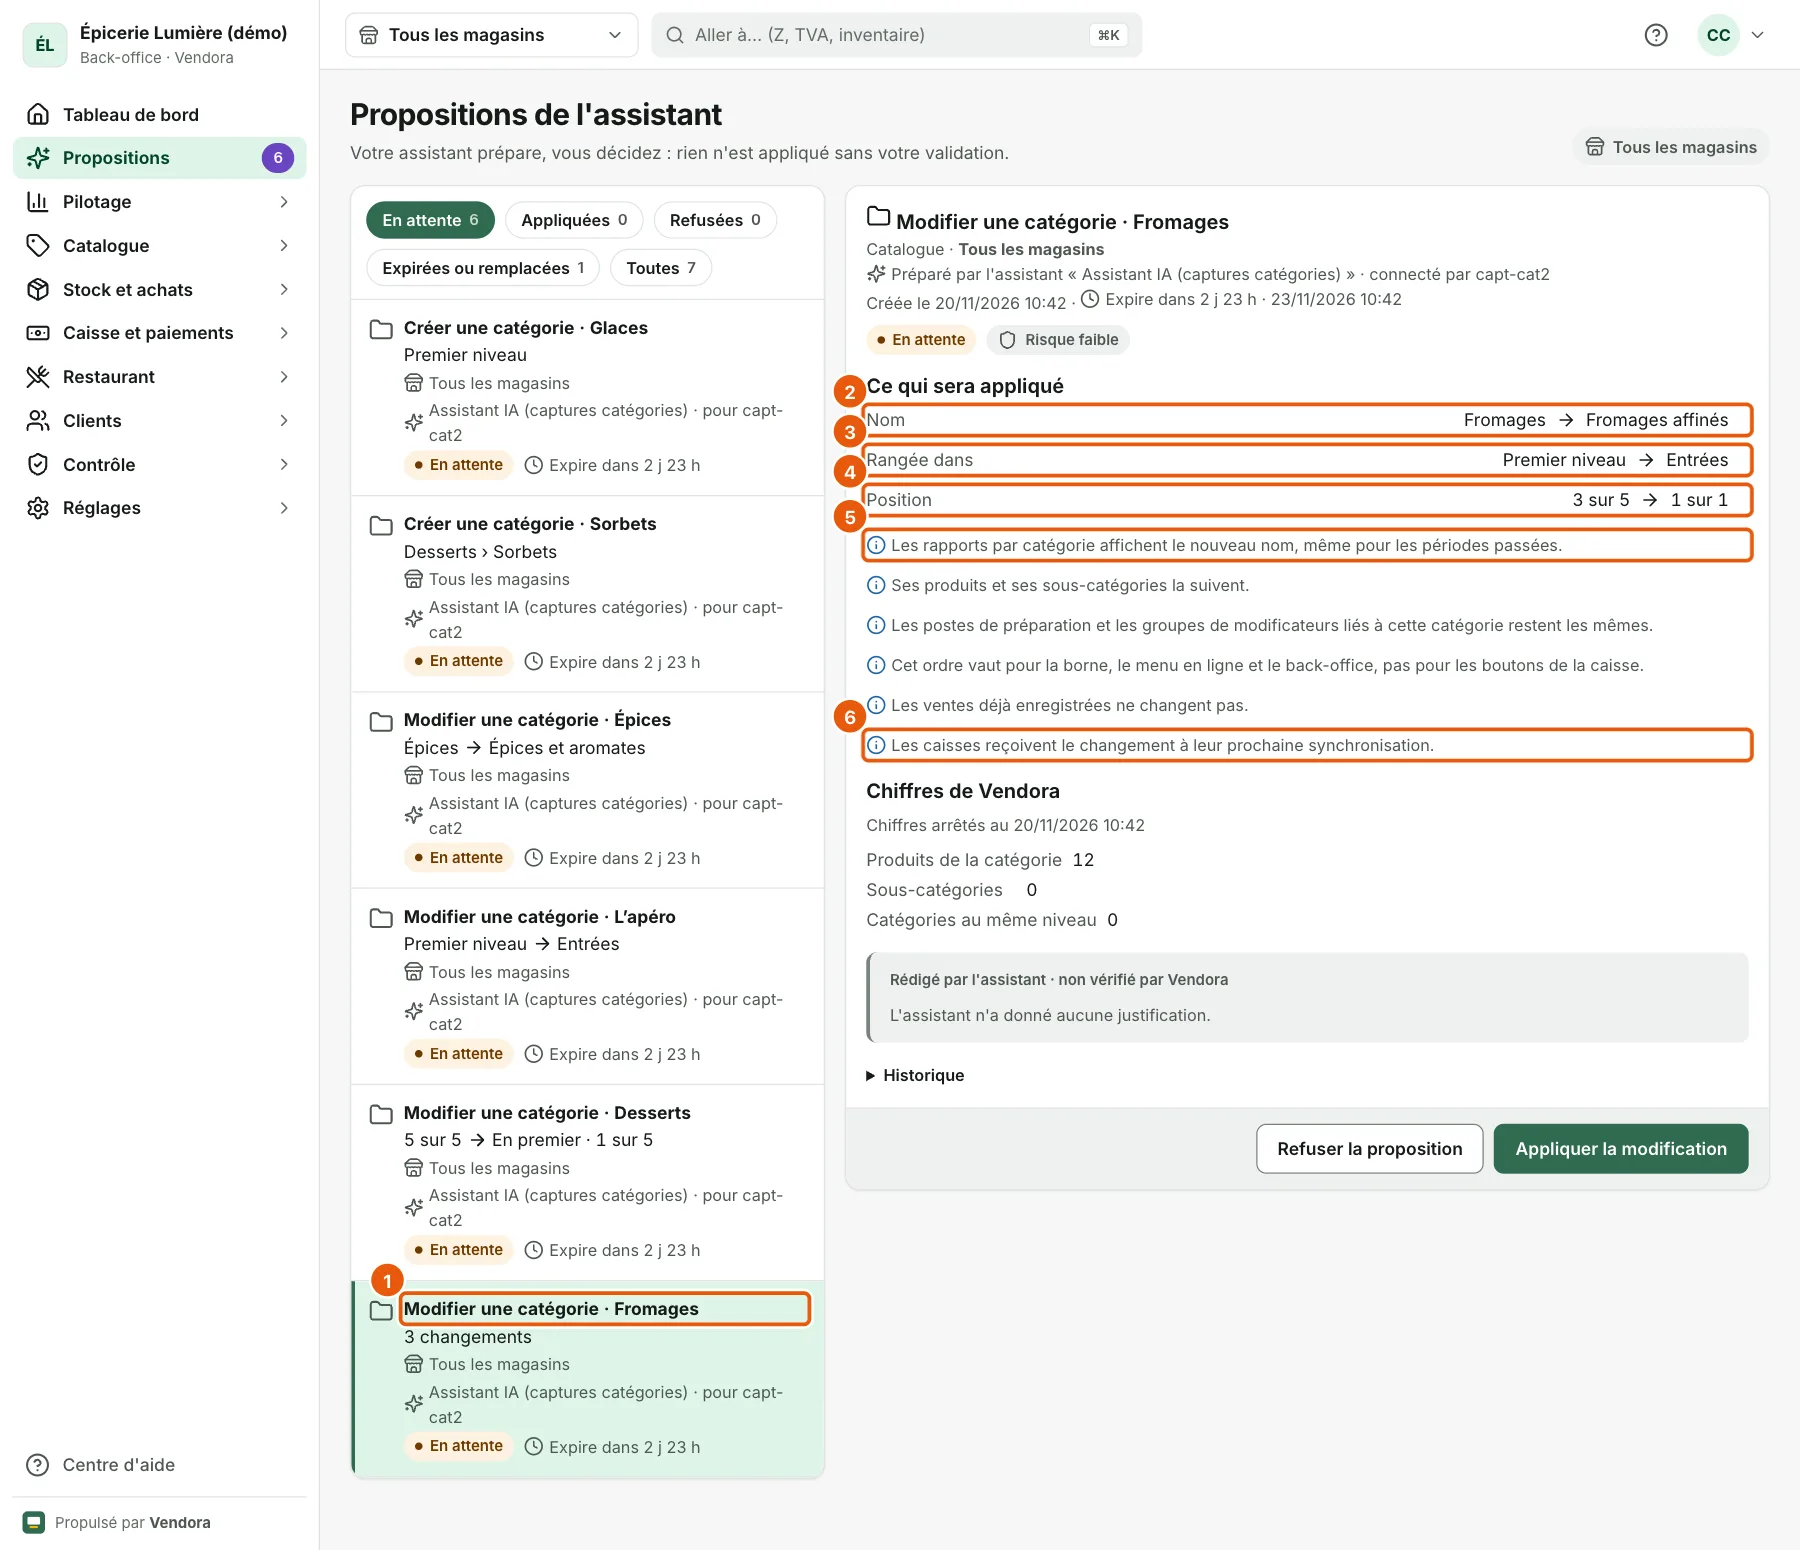 ÉL
Épicerie Lumière (démo)
Back-office · Vendora
Tous les magasins
Aller à... (Z, TVA, inventaire)
⌘K
CC
Tableau de bord
Propositions
6
Pilotage
Catalogue
Stock et achats
Caisse et paiements
Restaurant
Clients
Contrôle
Réglages
Centre d'aide
Propulsé par Vendora
Propositions de l'assistant
Votre assistant prépare, vous décidez : rien n'est appliqué sans votre validation.
Tous les magasins
En attente 6
Appliquées 0
Refusées 0
Expirées ou remplacées 1
Toutes 7
Créer une catégorie · Glaces
Premier niveau
Tous les magasins
Assistant IA (captures catégories) · pour capt-
cat2
En attente
Expire dans 2 j 23 h
Créer une catégorie · Sorbets
Desserts › Sorbets
Tous les magasins
Assistant IA (captures catégories) · pour capt-
cat2
En attente
Expire dans 2 j 23 h
Modifier une catégorie · Épices
Épices → Épices et aromates
Tous les magasins
Assistant IA (captures catégories) · pour capt-
cat2
En attente
Expire dans 2 j 23 h
Modifier une catégorie · L’apéro
Premier niveau → Entrées
Tous les magasins
Assistant IA (captures catégories) · pour capt-
cat2
En attente
Expire dans 2 j 23 h
Modifier une catégorie · Desserts
5 sur 5 → En premier · 1 sur 5
Tous les magasins
Assistant IA (captures catégories) · pour capt-
cat2
En attente
Expire dans 2 j 23 h
1
Modifier une catégorie · Fromages
3 changements
Tous les magasins
Assistant IA (captures catégories) · pour capt-
cat2
En attente
Expire dans 2 j 23 h
Modifier une catégorie · Fromages
Catalogue · Tous les magasins
Préparé par l'assistant « Assistant IA (captures catégories) » · connecté par capt-cat2
Créée le 20/11/2026 10:42 · Expire dans 2 j 23 h · 23/11/2026 10:42
En attente
Risque faible
Ce qui sera appliqué
2
Nom Fromages → Fromages affinés
3
Rangée dans Premier niveau → Entrées
4
Position 3 sur 5 → 1 sur 1
5
Les rapports par catégorie affichent le nouveau nom, même pour les périodes passées.
Ses produits et ses sous-catégories la suivent.
Les postes de préparation et les groupes de modificateurs liés à cette catégorie restent les mêmes.
Cet ordre vaut pour la borne, le menu en ligne et le back-office, pas pour les boutons de la caisse.
Les ventes déjà enregistrées ne changent pas.
6
Les caisses reçoivent le changement à leur prochaine synchronisation.
Chiffres de Vendora
Chiffres arrêtés au 20/11/2026 10:42
Produits de la catégorie 12
Sous-catégories 0
Catégories au même niveau 0
Rédigé par l'assistant · non vérifié par Vendora
L'assistant n'a donné aucune justification.
Historique
Refuser la proposition
Appliquer la modification